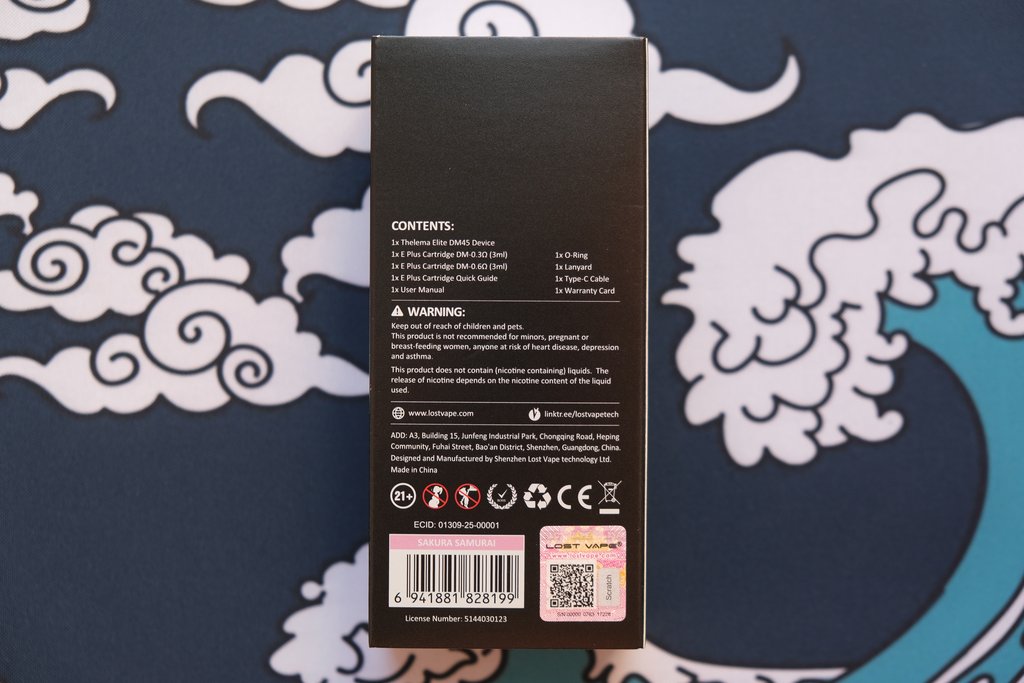 CONTENTS:
1x Thelema Elite DM45 Device
1x E Plus Cartridge DM-0.3Ω (3ml)
1x E Plus Cartridge DM-0.6Ω (3ml)
1x E Plus Cartridge Quick Guide
1x User Manual
1x O-Ring
1x Lanyard
1x Type-C Cable
1x Warranty Card
WARNING:
Keep out of reach of children and pets.
This product is not recommended for minors, pregnant or
breast-feeding women, anyone at risk of heart disease, depression
and asthma.
This product does not contain (nicotine containing) liquids. The
release of nicotine depends on the nicotine content of the liquid
used.
www.lostvape.com
linktr.ee/lostvapetech
ADD: A3, Building 15, Junfeng Industrial Park, Chongqing Road, Heping
Community, Fuhai Street, Bao'an District, Shenzhen, Guangdong, China.
Designed and Manufactured by Shenzhen Lost Vape technology Ltd.
Made in China
21+
CE
ECID: 01309-25-00001
SAKURA SAMURAI
6 941881 828199
License Number: 5144030123
LOST VAPE®
www.lostvape.com
Scratch